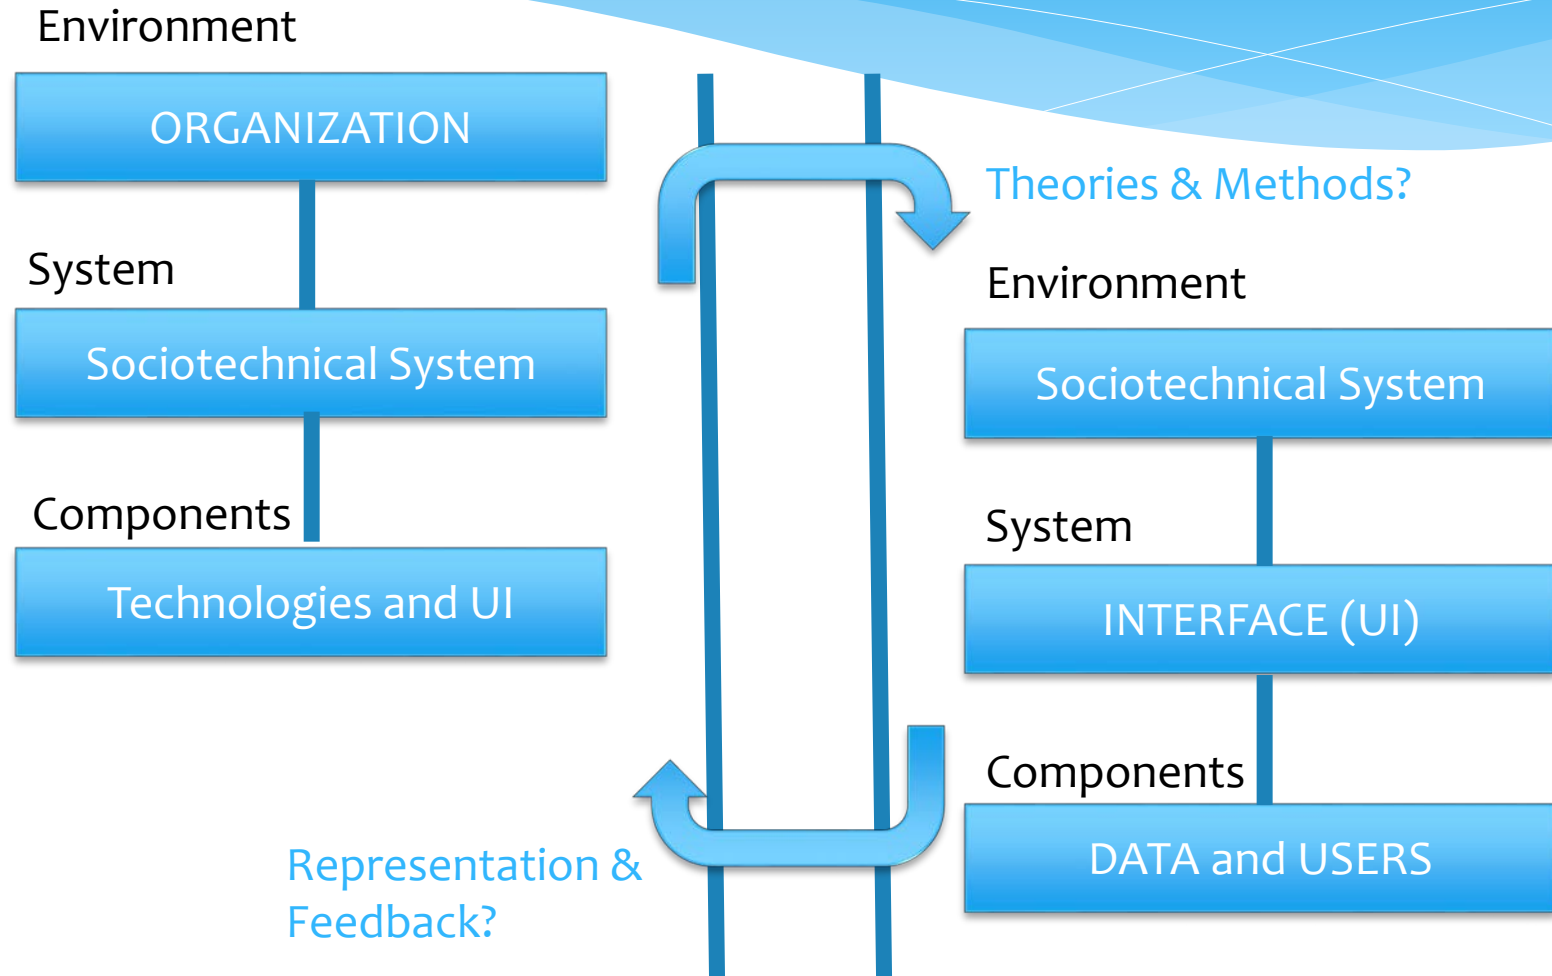 Environment
ORGANIZATION
System
Sociotechnical System
Components
Technologies and UI
Theories & Methods?
Environment
Sociotechnical System
System
INTERFACE (UI)
Components
DATA and USERS
Representation &
Feedback?